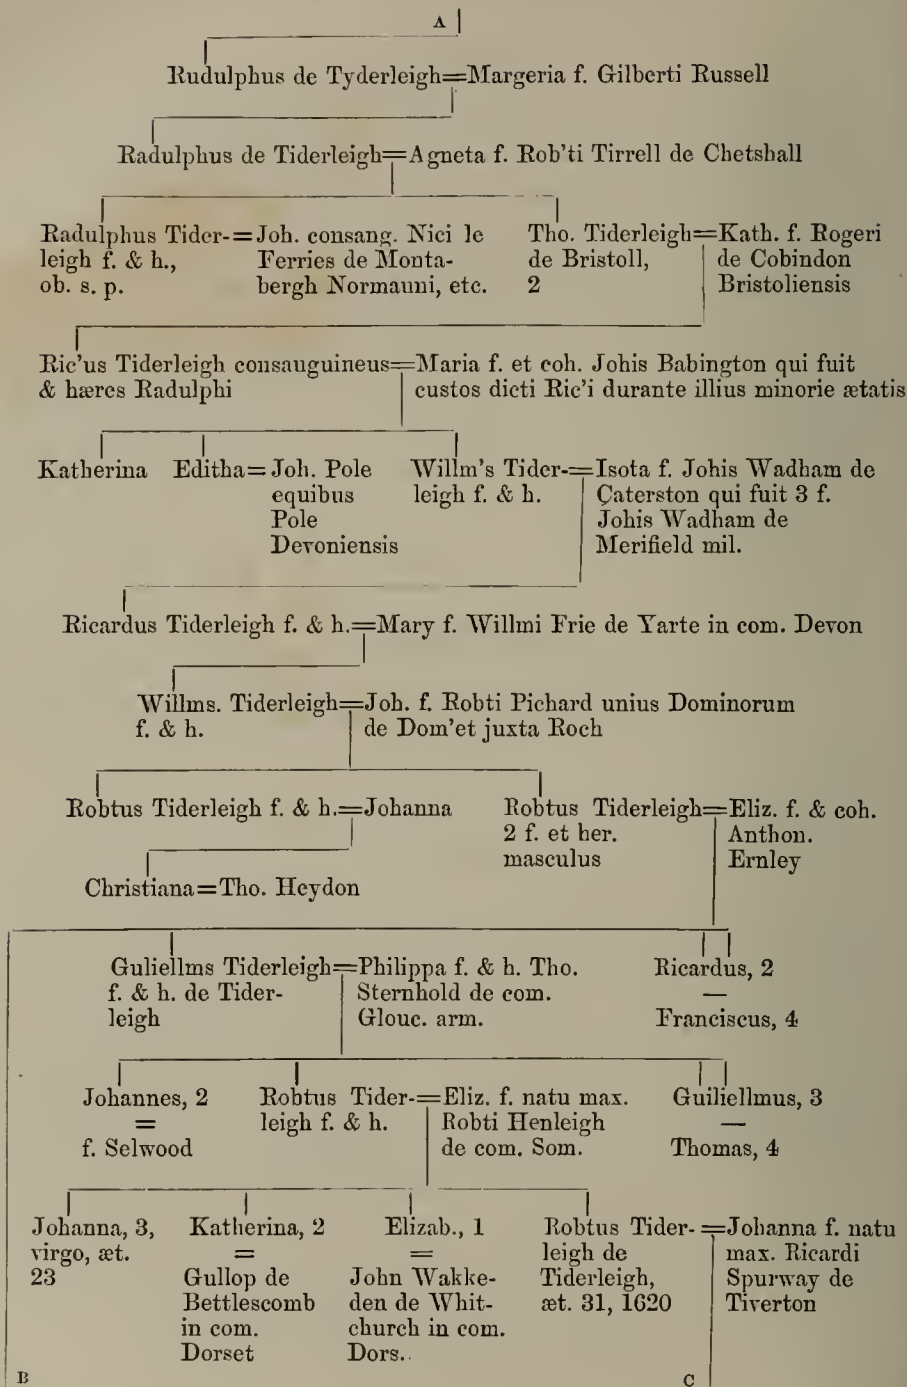 A
Rudulphus de Tyderleigh=Margeria f. Gilberti Russell
Radulphus de Tiderleigh=Agneta f. Rob'ti Tirrell de Chetshall
Radulphus Tider-=Joh. consang. Nici le
leigh f. & h., Ferries de Monta-
ob. s. p. bergh Normanni, etc.
Tho. Tiderleigh=Kath. f. Rogeri
de Bristoll, de Cobindon
2 Bristoliensis
Ric'us Tiderleigh consauguineus=Maria f. et coh. Johis Babington qui fuit
& hæres Radulphi custos dicti Ric'i durante illius minorie ætatis
Katherina Editha=Joh. Pole
equibus
Pole
Devoniensis
Willm's Tider-=Isota f. Johis Wadham de
leigh f. & h. Caterston qui fuit 3 f.
Johis Wadham de
Merifield mil.
Ricardus Tiderleigh f. & h.=Mary f. Willmi Frie de Yarte in com. Devon
Willms. Tiderleigh=Joh. f. Robti Pichard unius Dominorum
f. & h. de Dom'et juxta Roch
Robtus Tiderleigh f. & h.=Johanna
Robtus Tiderleigh=Eliz. f. & coh.
2 f. et her. Anthon.
masculus Ernley
Christiana=Tho. Heydon
Guliellms Tiderleigh=Philippa f. & h. Tho.
f. & h. de Tider- Sternhold de com.
leigh Glouc. arm.
Ricardus, 2
—
Franciscus, 4
Johannes, 2
=
f. Selwood
Robtus Tider-=Eliz. f. natu max.
leigh f. & h. Robti Henleigh
de com. Som.
Guiliellmus, 3
—
Thomas, 4
Johanna, 3,
virgo, æt.
23
Katherina, 2
=
Gullop de
Bettlescomb
in com.
Dorset
Elizab., 1
=
John Wakke-
den de Whit-
church in com.
Dors.
Robtus Tider-=Johanna f. natu
leigh de max. Ricardi
Tiderleigh, Spurway de
æt. 31, 1620 Tiverton
B C